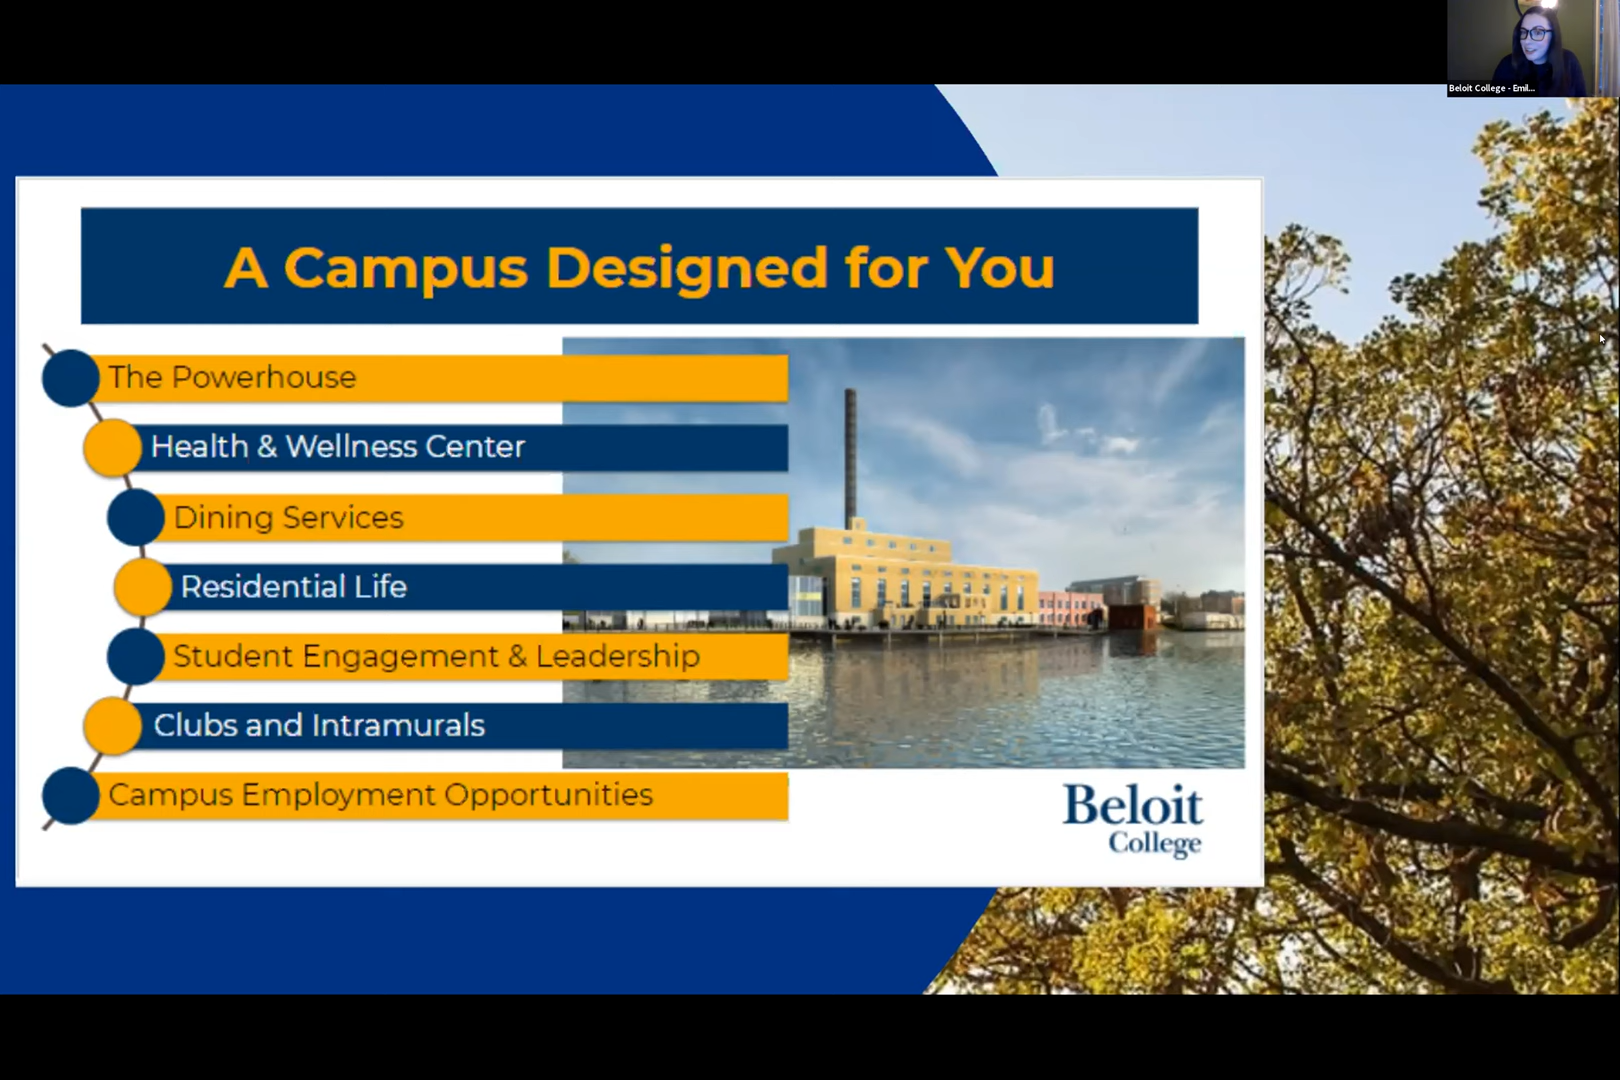 Beloit College - Emil...
A Campus Designed for You
The Powerhouse
Health & Wellness Center
Dining Services
Residential Life
Student Engagement & Leadership
Clubs and Intramurals
Campus Employment Opportunities
Beloit
College